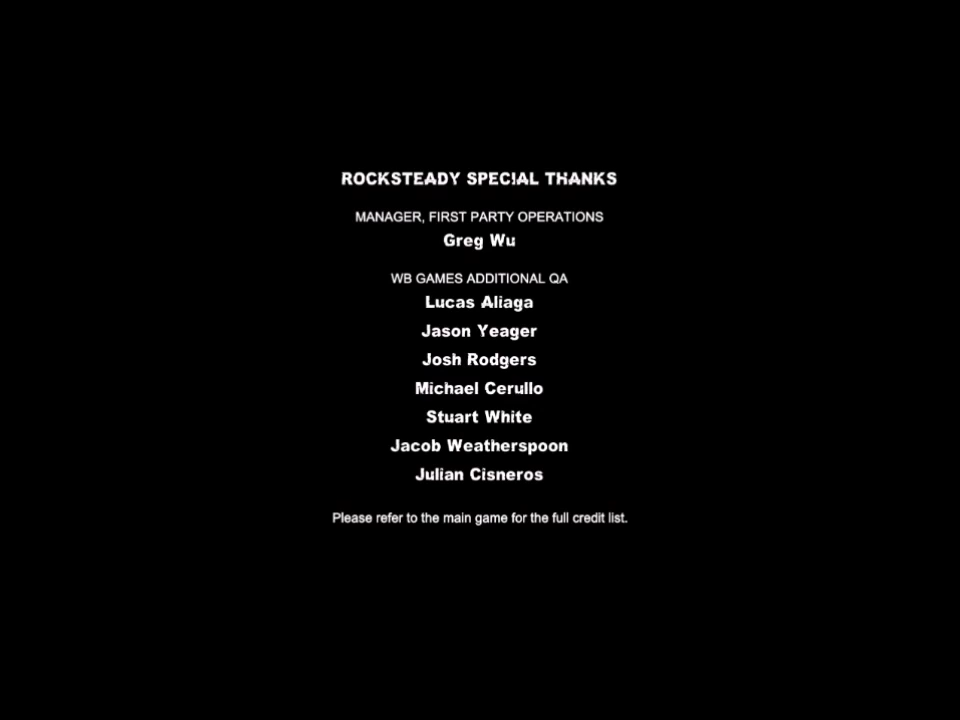 ROCKSTEADY SPECIAL THANKS
MANAGER, FIRST PARTY OPERATIONS
Greg Wu
WB GAMES ADDITIONAL QA
Lucas Aliaga
Jason Yeager
Josh Rodgers
Michael Cerullo
Stuart White
Jacob Weatherspoon
Julian Cisneros
Please refer to the main game for the full credit list.